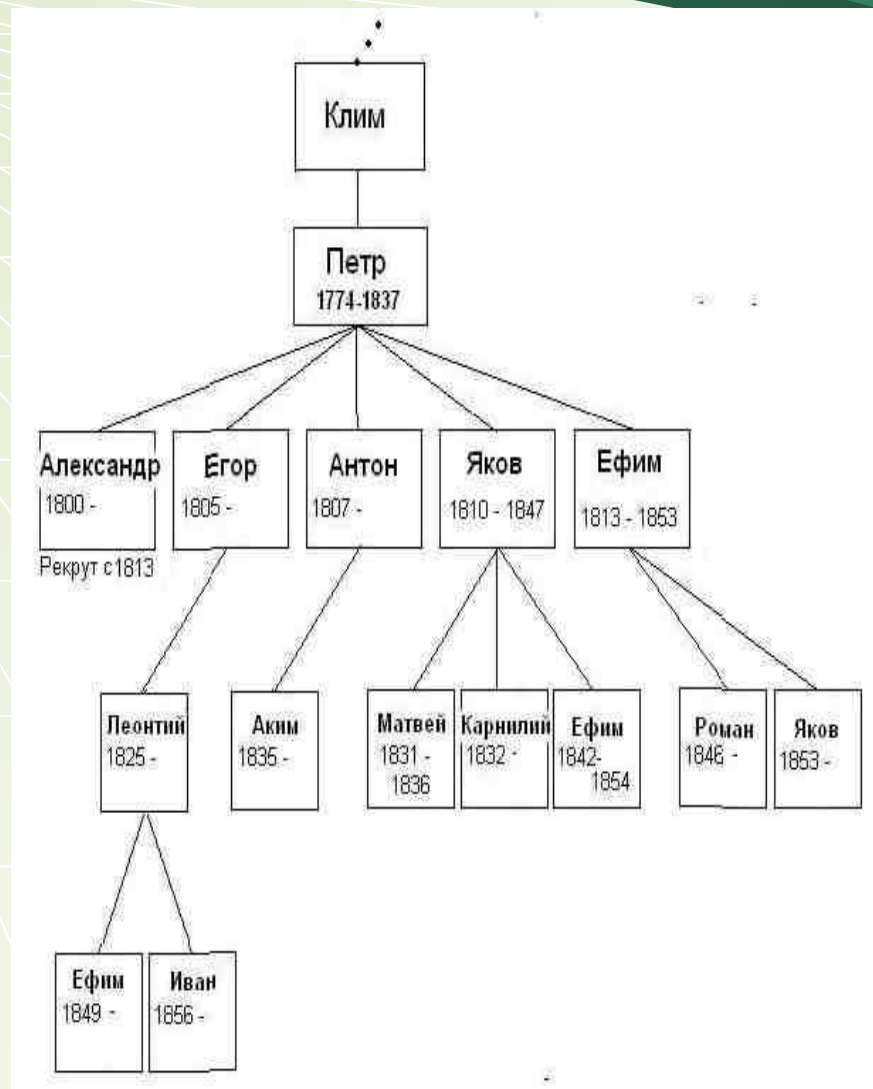 Клим
Петр
1774-1837
Александр
1800 -
Рекрут с1813
Егор
1805 -
Антон
1807 -
Яков
1810 - 1847
Ефим
1813 - 1853
Леонтий
1825 -
Аким
1835 -
Матвей
1831 -
1836
Карнилий
1832 -
Ефим
1842-
1854
Роман
1846 -
Яков
1853 -
Ефим
1849 -
Иван
1856 -